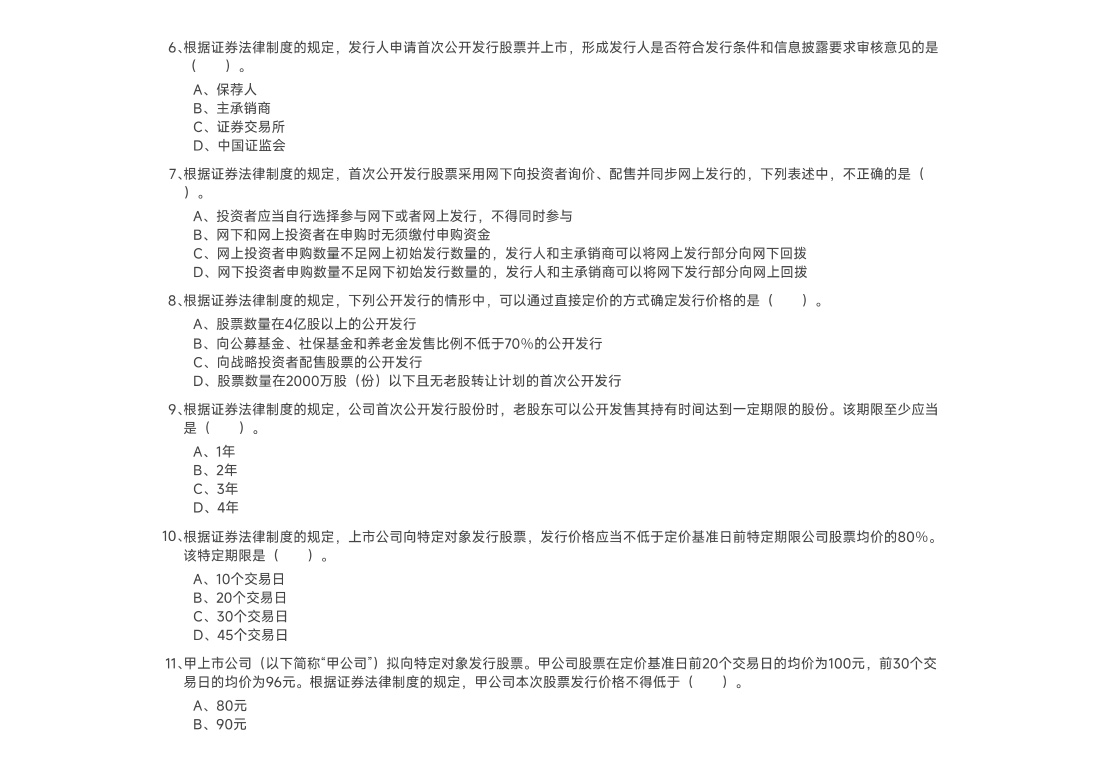 6、根据证券法律制度的规定，发行人申请首次公开发行股票并上市，形成发行人是否符合发行条件和信息披露要求审核意见的是
（　　）。
A、保荐人
B、主承销商
C、证券交易所
D、中国证监会
7、根据证券法律制度的规定，首次公开发行股票采用网下向投资者询价、配售并同步网上发行的，下列表述中，不正确的是（
）。
A、投资者应当自行选择参与网下或者网上发行，不得同时参与
B、网下和网上投资者在申购时无须缴付申购资金
C、网上投资者申购数量不足网上初始发行数量的，发行人和主承销商可以将网上发行部分向网下回拨
D、网下投资者申购数量不足网下初始发行数量的，发行人和主承销商可以将网下发行部分向网上回拨
8、根据证券法律制度的规定，下列公开发行的情形中，可以通过直接定价的方式确定发行价格的是（　　）。
A、股票数量在4亿股以上的公开发行
B、向公募基金、社保基金和养老金发售比例不低于70%的公开发行
C、向战略投资者配售股票的公开发行
D、股票数量在2000万股（份）以下且无老股转让计划的首次公开发行
9、根据证券法律制度的规定，公司首次公开发行股份时，老股东可以公开发售其持有时间达到一定期限的股份。该期限至少应当
是（　　）。
A、1年
B、2年
C、3年
D、4年
10、根据证券法律制度的规定，上市公司向特定对象发行股票，发行价格应当不低于定价基准日前特定期限公司股票均价的80%。
该特定期限是（　　）。
A、10个交易日
B、20个交易日
C、30个交易日
D、45个交易日
11、甲上市公司（以下简称“甲公司”）拟向特定对象发行股票。甲公司股票在定价基准日前20个交易日的均价为100元，前30个交
易日的均价为96元。根据证券法律制度的规定，甲公司本次股票发行价格不得低于（　　）。
A、80元
B、90元